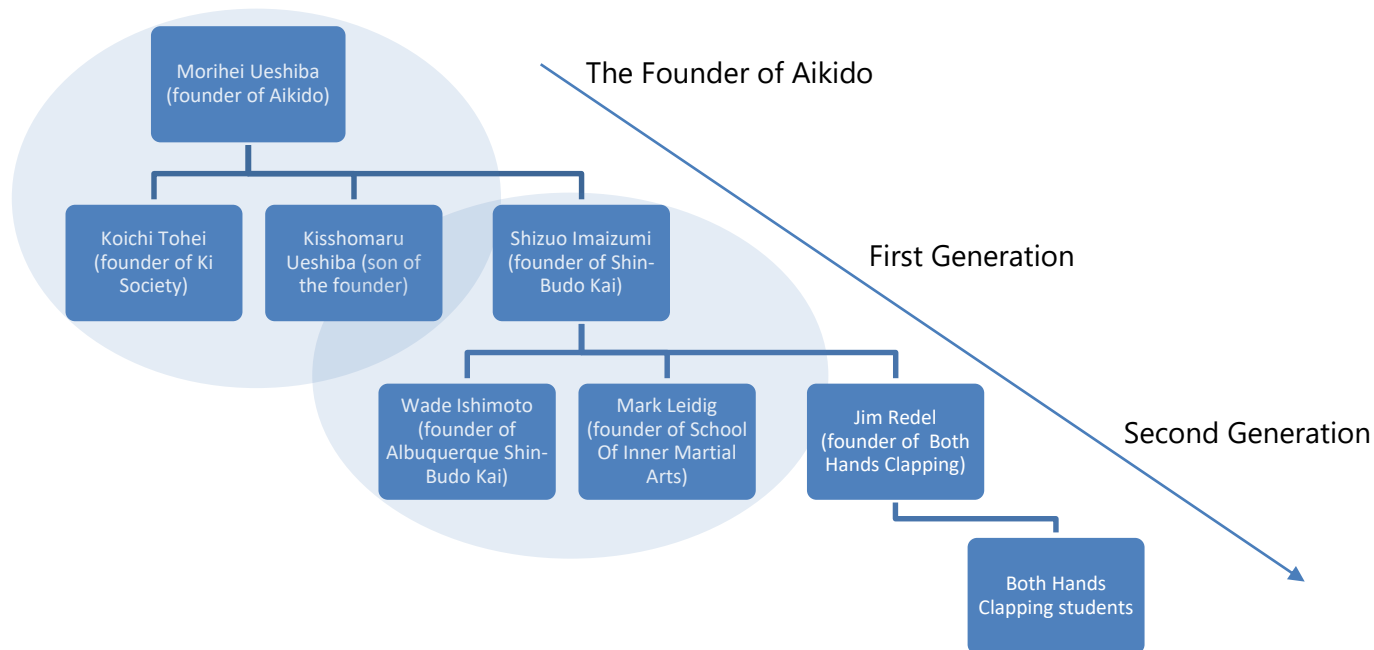 Morihei Ueshiba
(founder of Aikido)
The Founder of Aikido
Koichi Tohei
(founder of Ki
Society)
Kisshomaru
Ueshiba (son of
the founder)
Shizuo Imaizumi
(founder of Shin-
Budo Kai)
First Generation
Wade Ishimoto
(founder of
Albuquerque Shin-
Budo Kai)
Mark Leidig
(founder of School
Of Inner Martial
Arts)
Jim Redel
(founder of  Both
Hands Clapping)
Second Generation
Both Hands
Clapping students